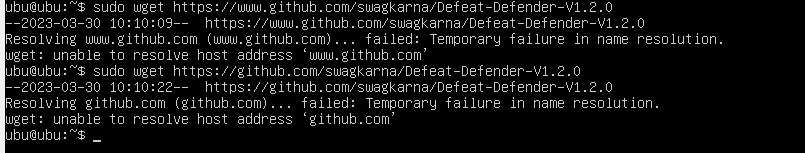 ubu@ubu:~$ sudo wget https://www.github.com/swagkarna/Defeat-Defender-V1.2.0
--2023-03-30 10:10:09--  https://www.github.com/swagkarna/Defeat-Defender-V1.2.0
Resolving www.github.com (www.github.com)... failed: Temporary failure in name resolution.
wget: unable to resolve host address ‘www.github.com’
ubu@ubu:~$ sudo wget https://github.com/swagkarna/Defeat-Defender-V1.2.0
--2023-03-30 10:10:22--  https://github.com/swagkarna/Defeat-Defender-V1.2.0
Resolving github.com (github.com)... failed: Temporary failure in name resolution.
wget: unable to resolve host address ‘github.com’
ubu@ubu:~$ _